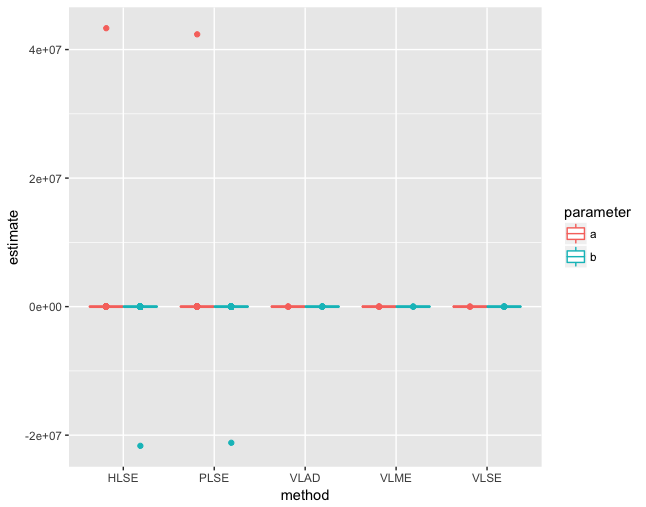 estimate
4e+07
2e+07
0e+00
-2e+07
HLSE PLSE VLAD VLME VLSE
method
parameter
a
b